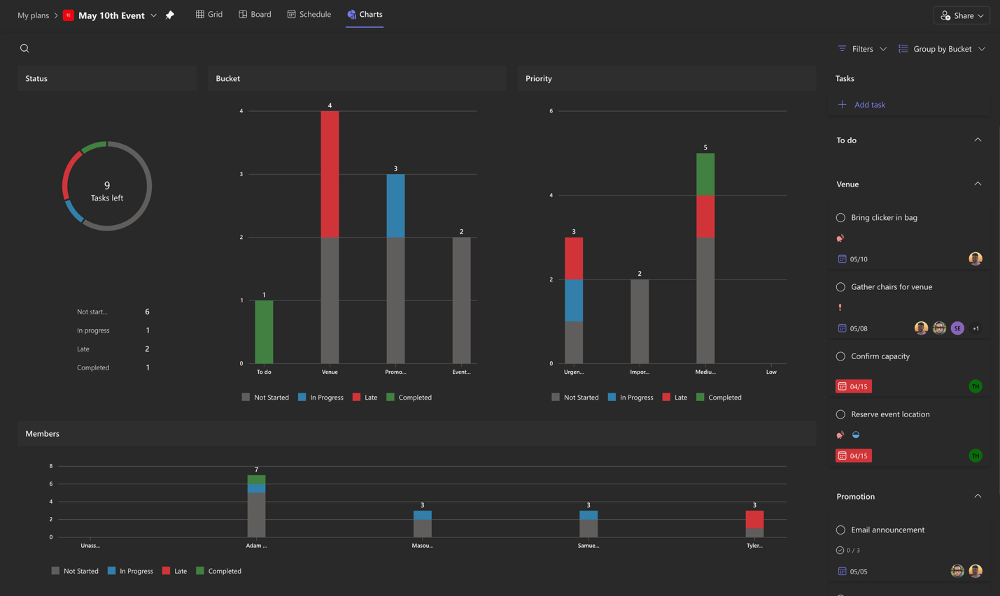 My plans > TE May 10th Event
Grid
Board
Schedule
Charts
Share
Filters
Group by Bucket
Status
9
Tasks left
Not start... 6
In progress 1
Late 2
Completed 1
Bucket
4
3
2
1
0
1
4
3
2
To do
Venue
Promo...
Event...
Not Started
In Progress
Late
Completed
Priority
6
4
2
0
3
2
5
Urgen...
Impor...
Mediu...
Low
Not Started
In Progress
Late
Completed
Members
8
6
4
2
0
7
3
3
3
Unass...
Adam ...
Masou...
Samue...
Tyler...
Not Started
In Progress
Late
Completed
Tasks
+ Add task
To do
Venue
Bring clicker in bag
05/10
Gather chairs for venue
!
05/08
SE
+1
Confirm capacity
04/15
TH
Reserve event location
04/15
TH
Promotion
Email announcement
0 / 3
05/05